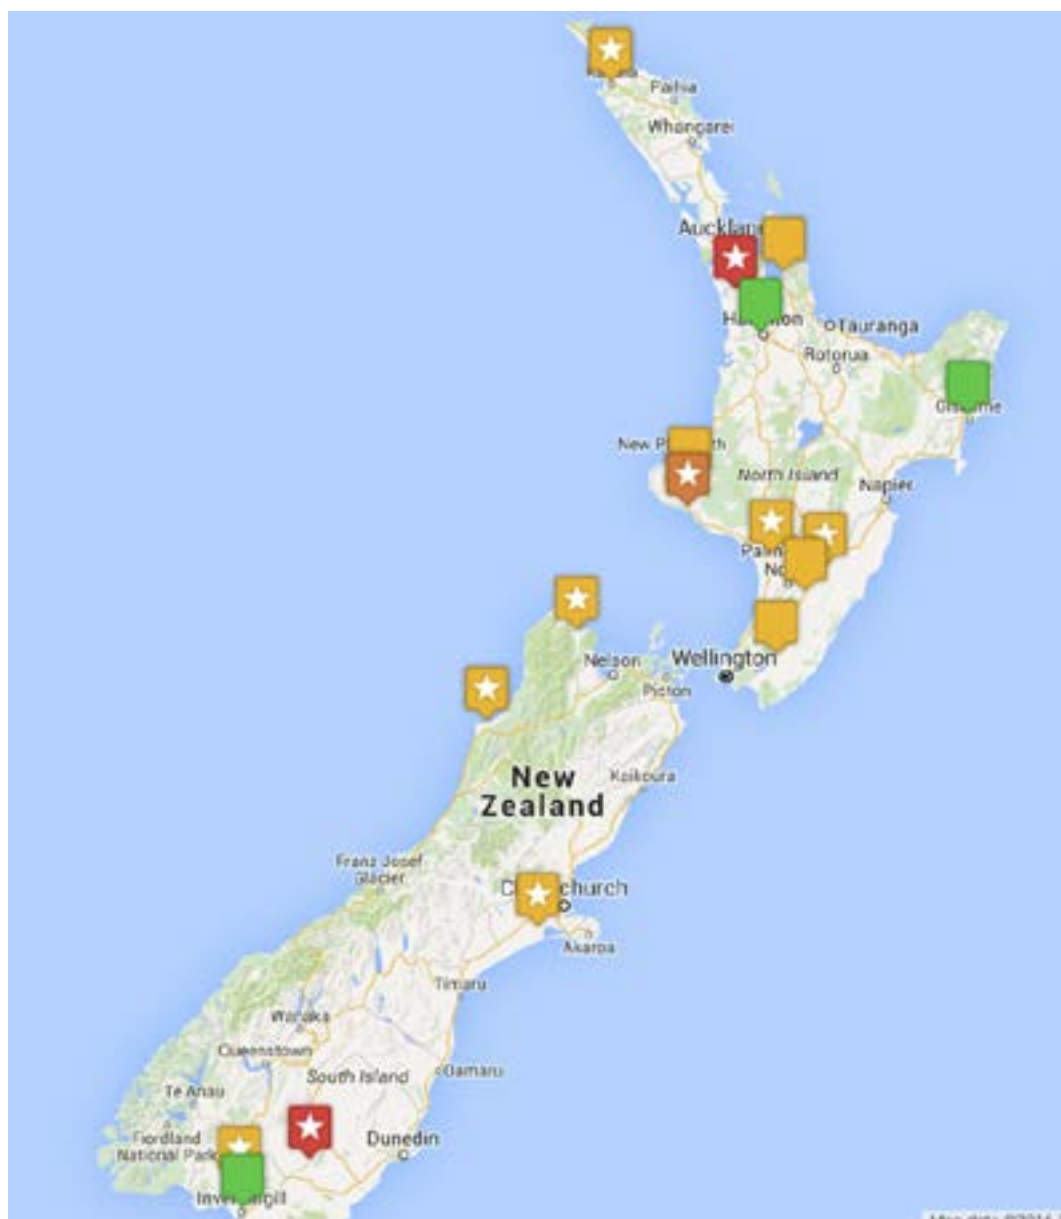 Paihia
Whangarei
Tauranga
Rotorua
North Island
Napier
Nelson
Wellington
Picton
New
Zealand
Kaikoura
Franz Josef
Glacier
Akaroa
Timaru
Wanaka
Queenstown
South Island
Oamaru
Te Anau
Fiordland
National Park
Dunedin